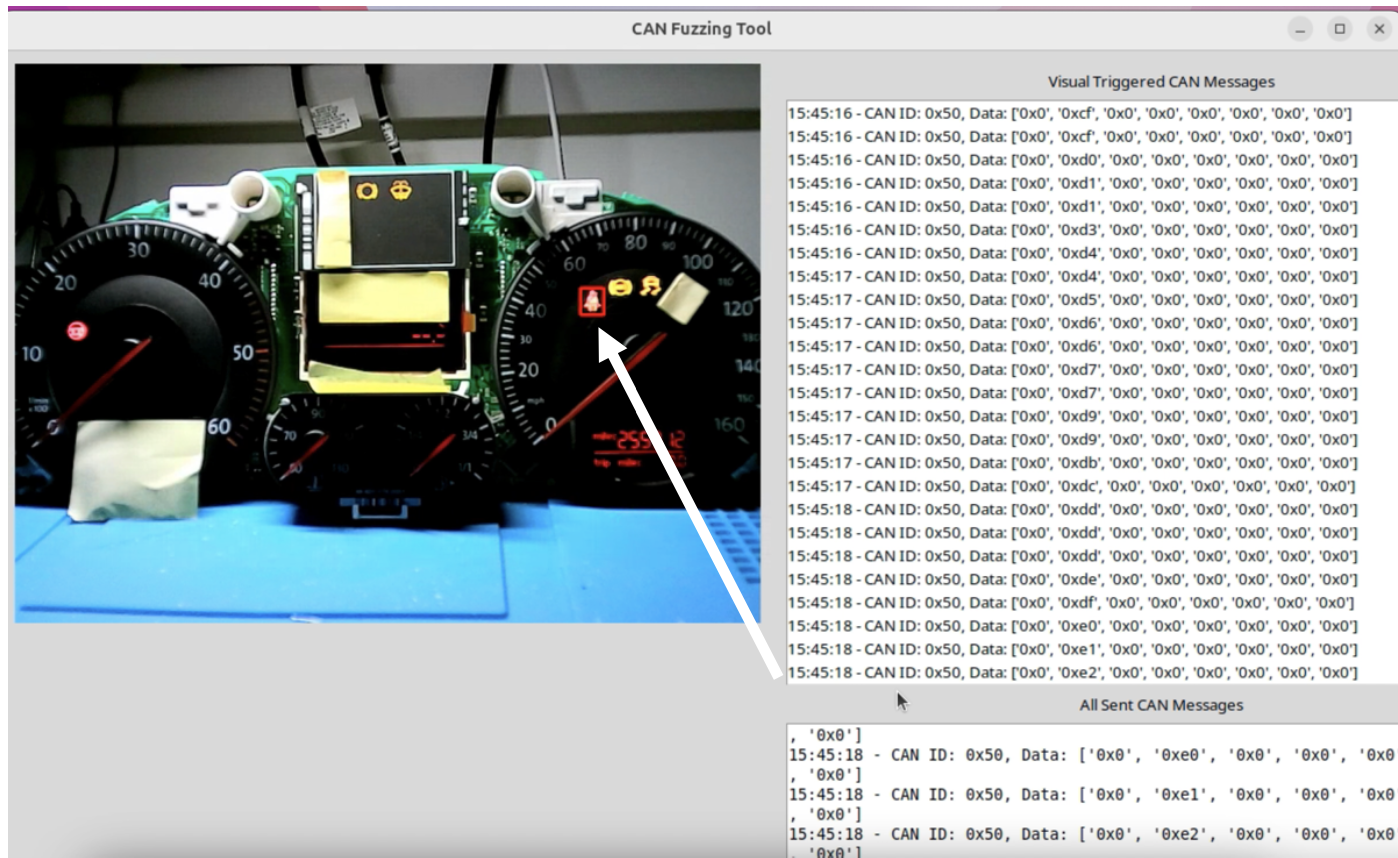 CAN Fuzzing Tool
Visual Triggered CAN Messages
15:45:16 - CAN ID: 0x50, Data: ['0x0', '0xcf', '0x0', '0x0', '0x0', '0x0', '0x0', '0x0']
15:45:16 - CAN ID: 0x50, Data: ['0x0', '0xcf', '0x0', '0x0', '0x0', '0x0', '0x0', '0x0']
15:45:16 - CAN ID: 0x50, Data: ['0x0', '0xd0', '0x0', '0x0', '0x0', '0x0', '0x0', '0x0']
15:45:16 - CAN ID: 0x50, Data: ['0x0', '0xd1', '0x0', '0x0', '0x0', '0x0', '0x0', '0x0']
15:45:16 - CAN ID: 0x50, Data: ['0x0', '0xd1', '0x0', '0x0', '0x0', '0x0', '0x0', '0x0']
15:45:16 - CAN ID: 0x50, Data: ['0x0', '0xd3', '0x0', '0x0', '0x0', '0x0', '0x0', '0x0']
15:45:16 - CAN ID: 0x50, Data: ['0x0', '0xd4', '0x0', '0x0', '0x0', '0x0', '0x0', '0x0']
15:45:17 - CAN ID: 0x50, Data: ['0x0', '0xd4', '0x0', '0x0', '0x0', '0x0', '0x0', '0x0']
15:45:17 - CAN ID: 0x50, Data: ['0x0', '0xd5', '0x0', '0x0', '0x0', '0x0', '0x0', '0x0']
15:45:17 - CAN ID: 0x50, Data: ['0x0', '0xd6', '0x0', '0x0', '0x0', '0x0', '0x0', '0x0']
15:45:17 - CAN ID: 0x50, Data: ['0x0', '0xd6', '0x0', '0x0', '0x0', '0x0', '0x0', '0x0']
15:45:17 - CAN ID: 0x50, Data: ['0x0', '0xd7', '0x0', '0x0', '0x0', '0x0', '0x0', '0x0']
15:45:17 - CAN ID: 0x50, Data: ['0x0', '0xd7', '0x0', '0x0', '0x0', '0x0', '0x0', '0x0']
15:45:17 - CAN ID: 0x50, Data: ['0x0', '0xd9', '0x0', '0x0', '0x0', '0x0', '0x0', '0x0']
15:45:17 - CAN ID: 0x50, Data: ['0x0', '0xd9', '0x0', '0x0', '0x0', '0x0', '0x0', '0x0']
15:45:17 - CAN ID: 0x50, Data: ['0x0', '0xdb', '0x0', '0x0', '0x0', '0x0', '0x0', '0x0']
15:45:17 - CAN ID: 0x50, Data: ['0x0', '0xdc', '0x0', '0x0', '0x0', '0x0', '0x0', '0x0']
15:45:18 - CAN ID: 0x50, Data: ['0x0', '0xdd', '0x0', '0x0', '0x0', '0x0', '0x0', '0x0']
15:45:18 - CAN ID: 0x50, Data: ['0x0', '0xdd', '0x0', '0x0', '0x0', '0x0', '0x0', '0x0']
15:45:18 - CAN ID: 0x50, Data: ['0x0', '0xdd', '0x0', '0x0', '0x0', '0x0', '0x0', '0x0']
15:45:18 - CAN ID: 0x50, Data: ['0x0', '0xde', '0x0', '0x0', '0x0', '0x0', '0x0', '0x0']
15:45:18 - CAN ID: 0x50, Data: ['0x0', '0xdf', '0x0', '0x0', '0x0', '0x0', '0x0', '0x0']
15:45:18 - CAN ID: 0x50, Data: ['0x0', '0xe0', '0x0', '0x0', '0x0', '0x0', '0x0', '0x0']
15:45:18 - CAN ID: 0x50, Data: ['0x0', '0xe1', '0x0', '0x0', '0x0', '0x0', '0x0', '0x0']
15:45:18 - CAN ID: 0x50, Data: ['0x0', '0xe2', '0x0', '0x0', '0x0', '0x0', '0x0', '0x0']
All Sent CAN Messages
, '0x0']
15:45:18 - CAN ID: 0x50, Data: ['0x0', '0xe0', '0x0', '0x0', '0x0
, '0x0']
15:45:18 - CAN ID: 0x50, Data: ['0x0', '0xe1', '0x0', '0x0', '0x0
, '0x0']
15:45:18 - CAN ID: 0x50, Data: ['0x0', '0xe2', '0x0', '0x0', '0x0
, '0x0']
10 20 30 40 50 60
70 90 3/4 1/1
0 20 30 40 60 70 80 90 100 120 140 160
mph
trip miles